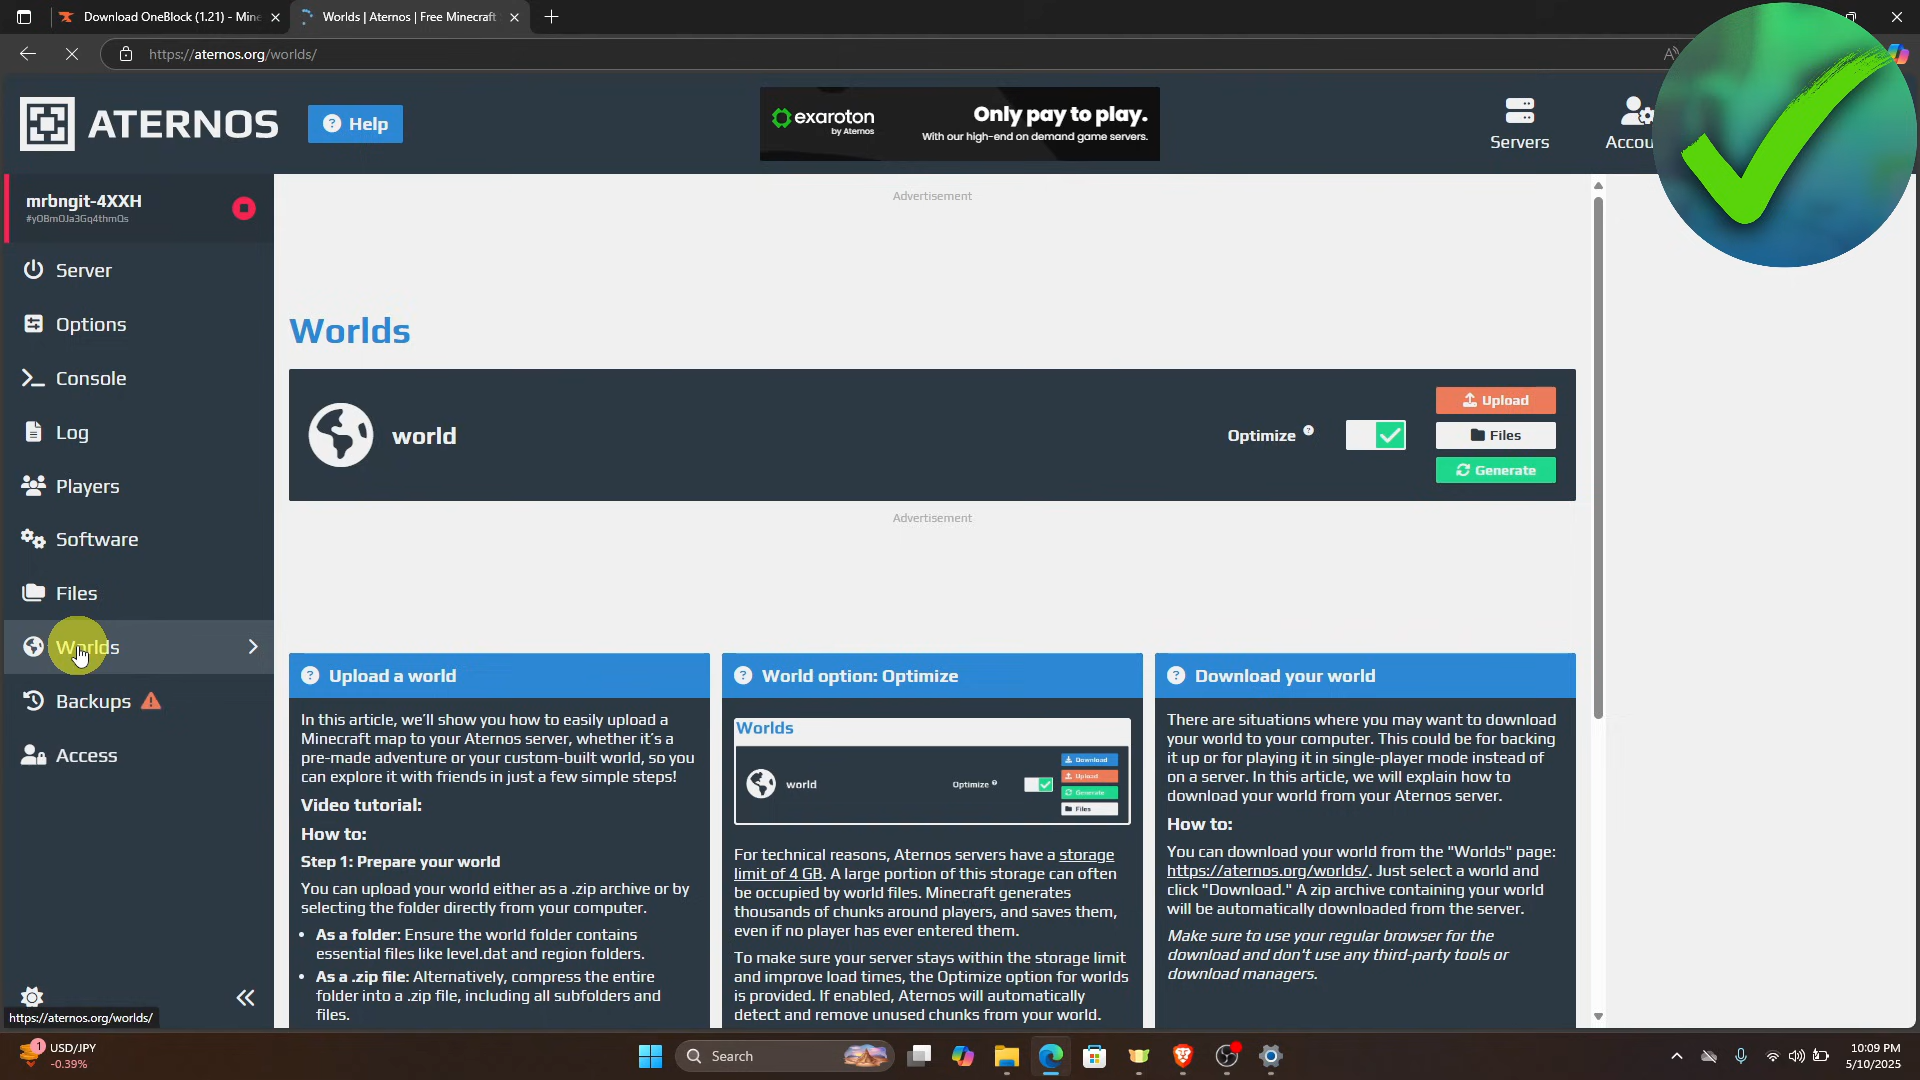 Download OneBlock (1.21) - Mine
Worlds | Aternos | Free Minecraft
https://aternos.org/worlds/
ATERNOS
Help
exaroton
by Aternos
Only pay to play.
With our high-end on demand game servers.
Servers
Accou
mrbngit-4XXH
Server
Options
Console
Log
Players
Software
Files
Worlds
Backups
Access
https://aternos.org/worlds/
Advertisement
Worlds
world
Optimize
Upload
Files
Generate
Advertisement
Upload a world
In this article, we'll show you how to easily upload a
Minecraft map to your Aternos server, whether it's a
pre-made adventure or your custom-built world, so you
can explore it with friends in just a few simple steps!
Video tutorial:
How to:
Step 1: Prepare your world
You can upload your world either as a .zip archive or by
selecting the folder directly from your computer.
• As a folder: Ensure the world folder contains
essential files like level.dat and region folders.
• As a .zip file: Alternatively, compress the entire
folder into a .zip file, including all subfolders and
files.
World option: Optimize
Worlds
world
Optimize
Download
Upload
Generate
Files
For technical reasons, Aternos servers have a storage
limit of 4 GB. A large portion of this storage can often
be occupied by world files. Minecraft generates
thousands of chunks around players, and saves them,
even if no player has ever entered them.
To make sure your server stays within the storage limit
and improve load times, the Optimize option for worlds
is provided. If enabled, Aternos will automatically
detect and remove unused chunks from your world.
Download your world
There are situations where you may want to download
your world to your computer. This could be for backing
it up or for playing it in single-player mode instead of
on a server. In this article, we will explain how to
download your world from your Aternos server.
How to:
You can download your world from the "Worlds" page:
https://aternos.org/worlds/. Just select a world and
click "Download." A zip archive containing your world
will be automatically downloaded from the server.
Make sure to use your regular browser for the
download and don't use any third-party tools or
download managers.
1
USD/JPY
-0.39%
Search
10:09 PM
5/10/2025